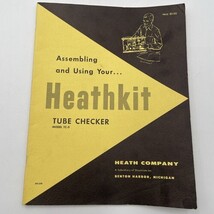 Assembling
and Using Your...
Heathkit
TUBE CHECKER
HEATH COMPANY
BENTON HARBOR, MICHIGAN